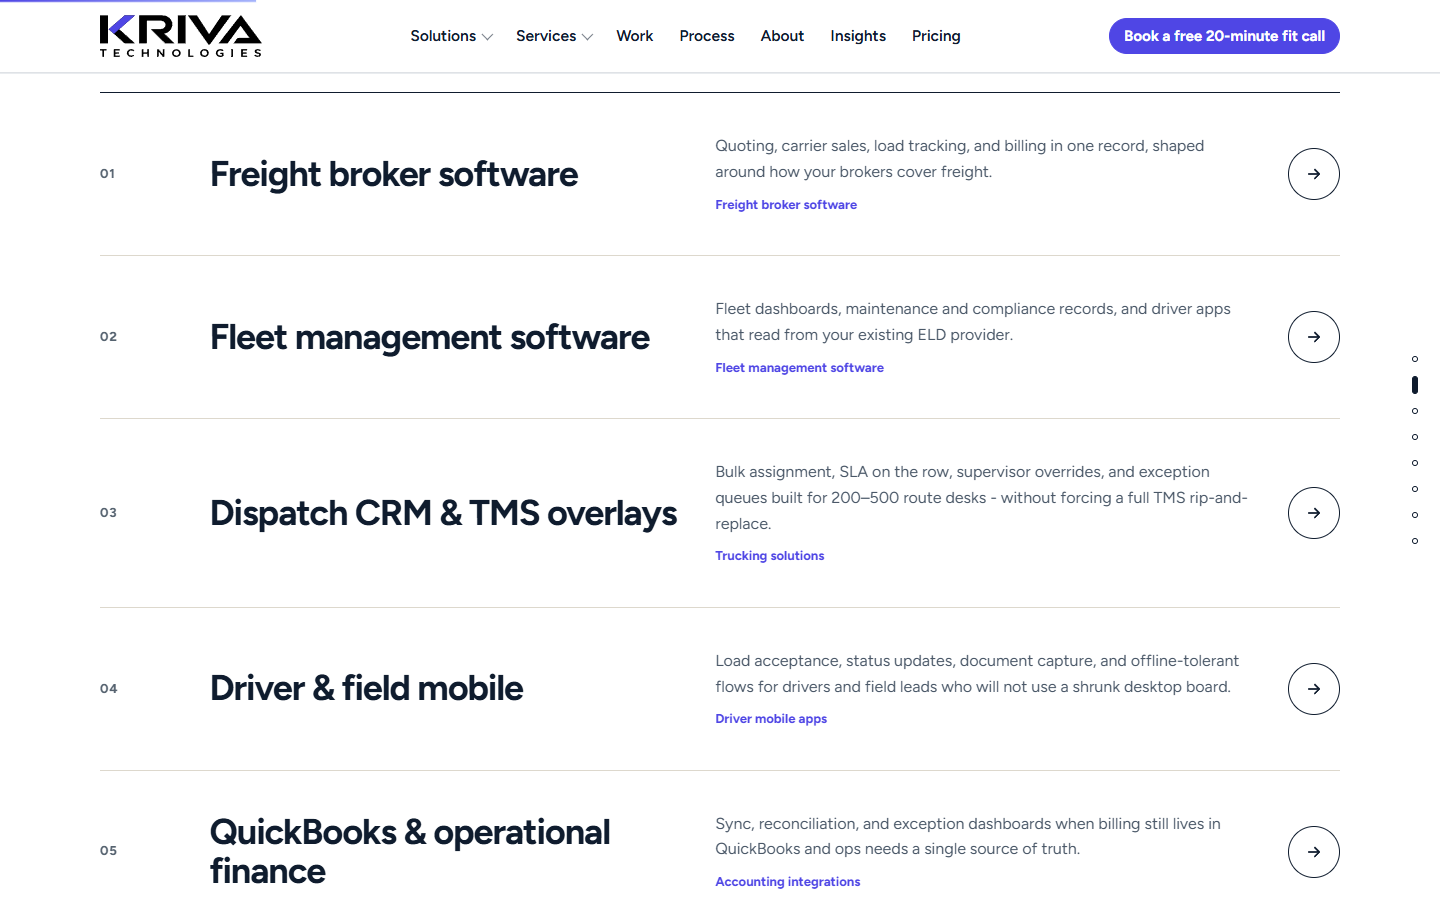 KRIVA
TECHNOLOGIES
Solutions
Services
Work
Process
About
Insights
Pricing
Book a free 20-minute fit call
01
Freight broker software
Quoting, carrier sales, load tracking, and billing in one record, shaped
around how your brokers cover freight.
Freight broker software
02
Fleet management software
Fleet dashboards, maintenance and compliance records, and driver apps
that read from your existing ELD provider.
Fleet management software
03
Dispatch CRM & TMS overlays
Bulk assignment, SLA on the row, supervisor overrides, and exception
queues built for 200–500 route desks - without forcing a full TMS rip-and-
replace.
Trucking solutions
04
Driver & field mobile
Load acceptance, status updates, document capture, and offline-tolerant
flows for drivers and field leads who will not use a shrunk desktop board.
Driver mobile apps
05
QuickBooks & operational
finance
Sync, reconciliation, and exception dashboards when billing still lives in
QuickBooks and ops needs a single source of truth.
Accounting integrations